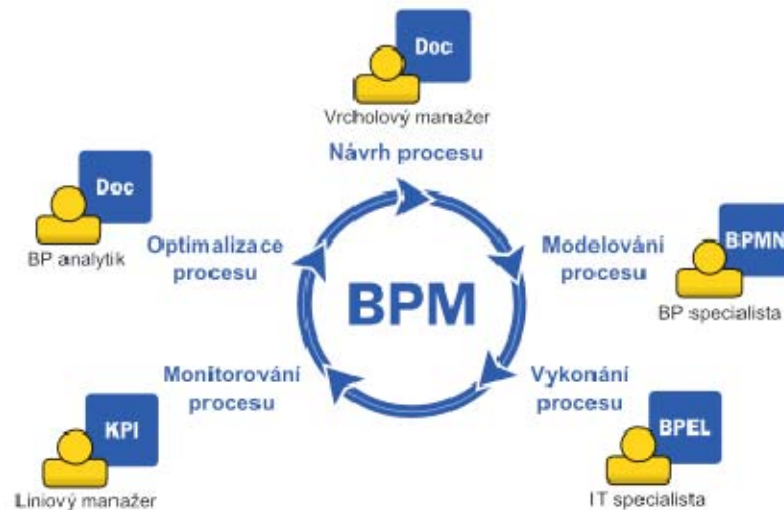 Doc
Vrcholový manažer
Návrh procesu
Doc
BP analytik
Optimalizace
procesu
Modelování
procesu
BPMN
BP specialista
BPM
Monitorování
procesu
Vykonání
procesu
KPI
Liniový manažer
BPEL
IT specialista